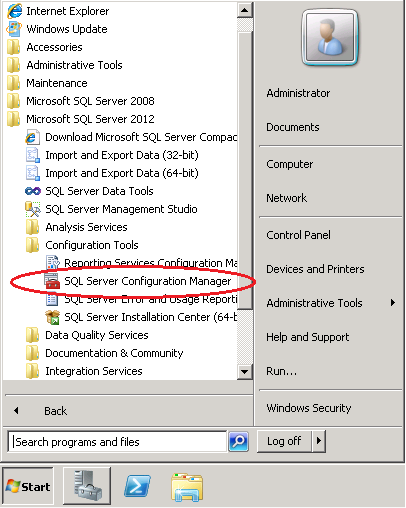 Internet Explorer
Windows Update
Accessories
Administrative Tools
Maintenance
Microsoft SQL Server 2008
Microsoft SQL Server 2012
Download Microsoft SQL Server Compac
Import and Export Data (32-bit)
Import and Export Data (64-bit)
SQL Server Data Tools
SQL Server Management Studio
Analysis Services
Configuration Tools
Reporting Services Configuration Ma
SQL Server Configuration Manager
SQL Server Error and Usage Reporti
SQL Server Installation Center (64-b
Data Quality Services
Documentation & Community
Integration Services
Back
Search programs and files
Administrator
Documents
Computer
Network
Control Panel
Devices and Printers
Administrative Tools
Help and Support
Run...
Windows Security
Log off
Start